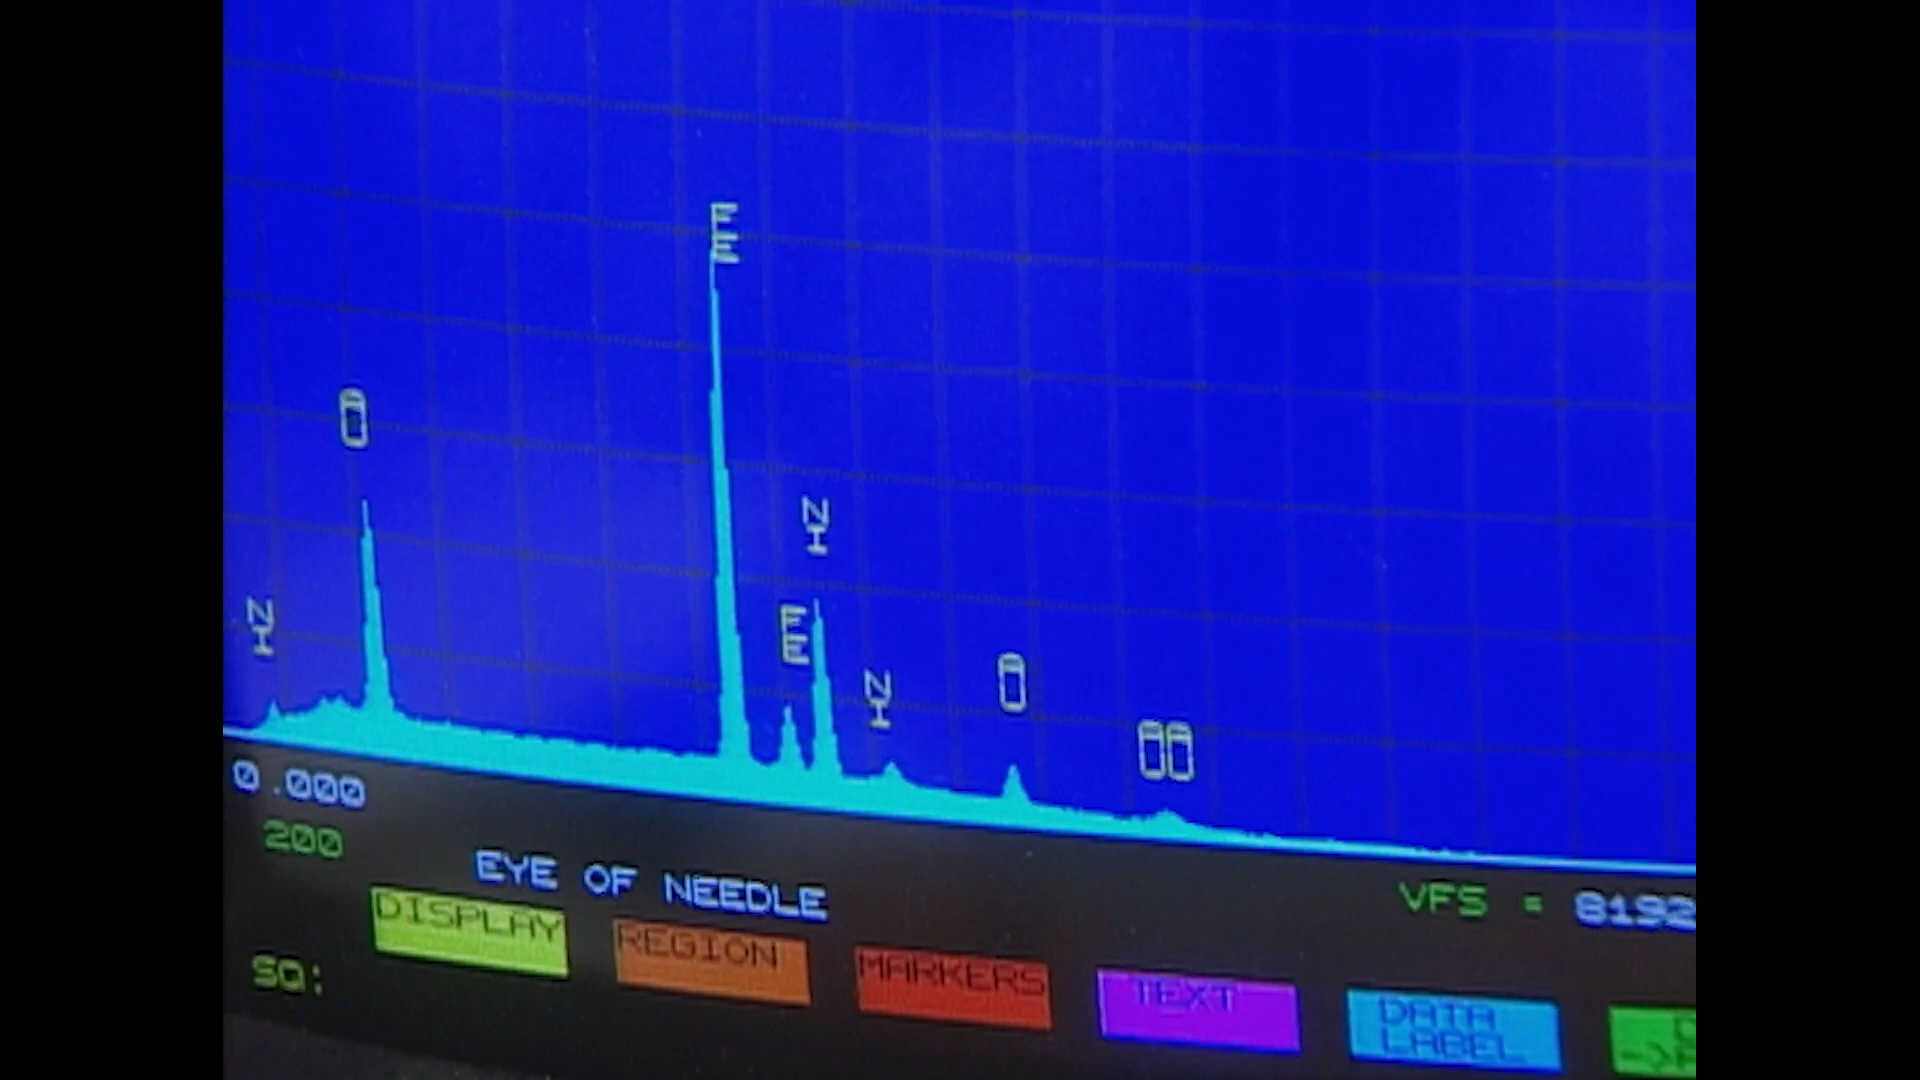 FE
NI
FE
NI
NI
0.000
200
EYE OF NEEDLE
VFS = 8192
DISPLAY
REGION
MARKERS
TEXT
DATA
LABEL
SQ: